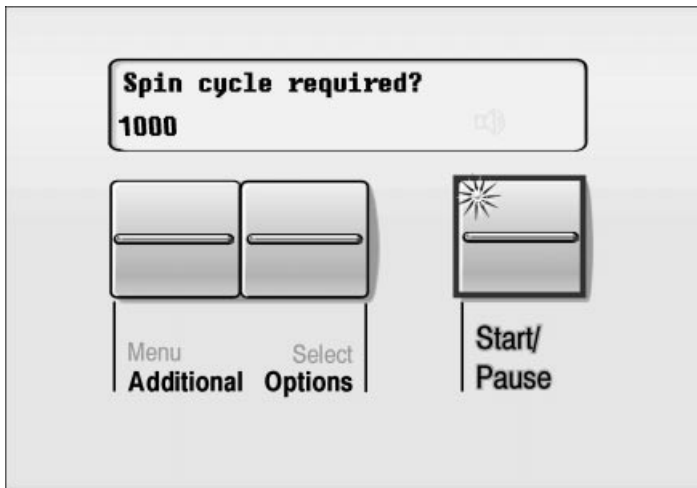 Spin cycle required?
1000
Menu Select
Additional Options
Start/
Pause